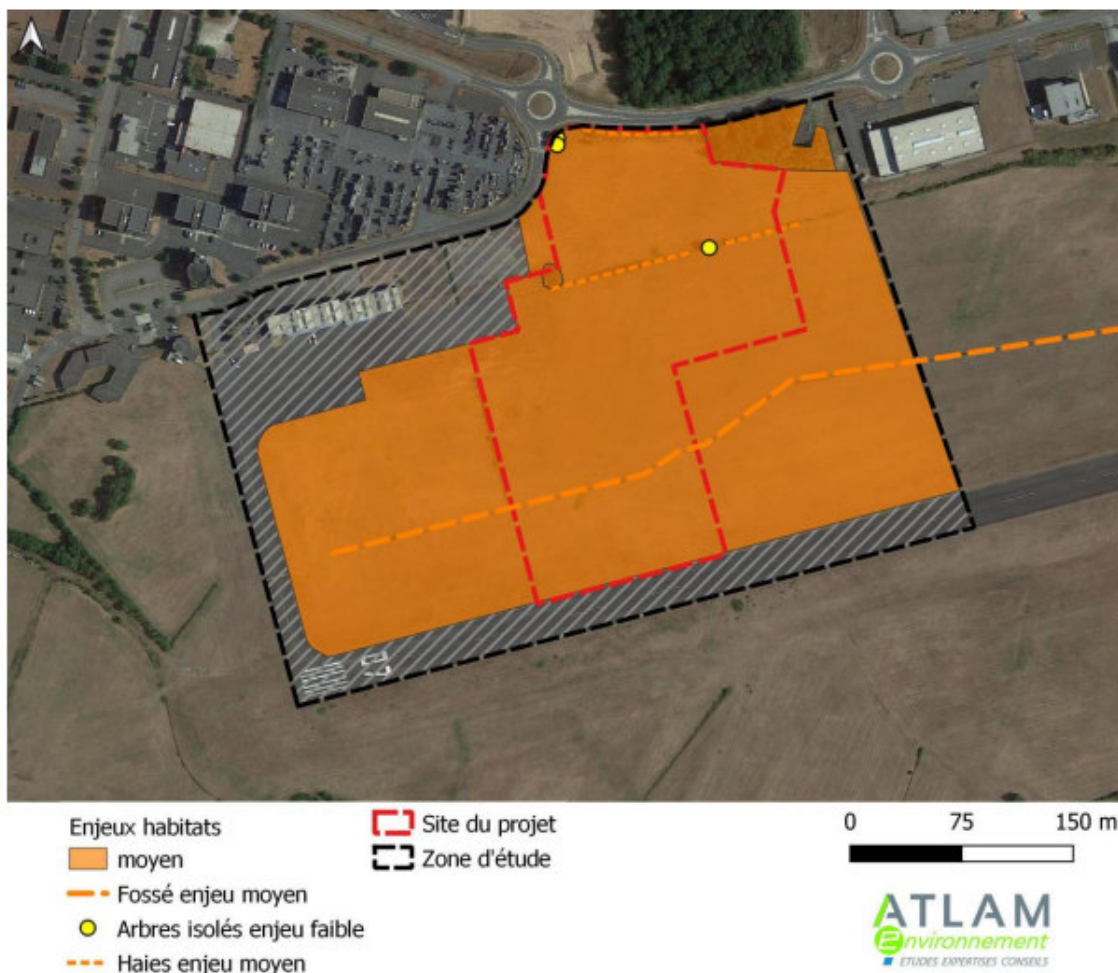 Enjeux habitats
moyen
Fossé enjeu moyen
Arbres isolés enjeu faible
Haies enjeu moyen
Site du projet
Zone d'étude
0 75 150 m
ATLAM
Environnement
ETUDES EXPERTISES CONSEILS